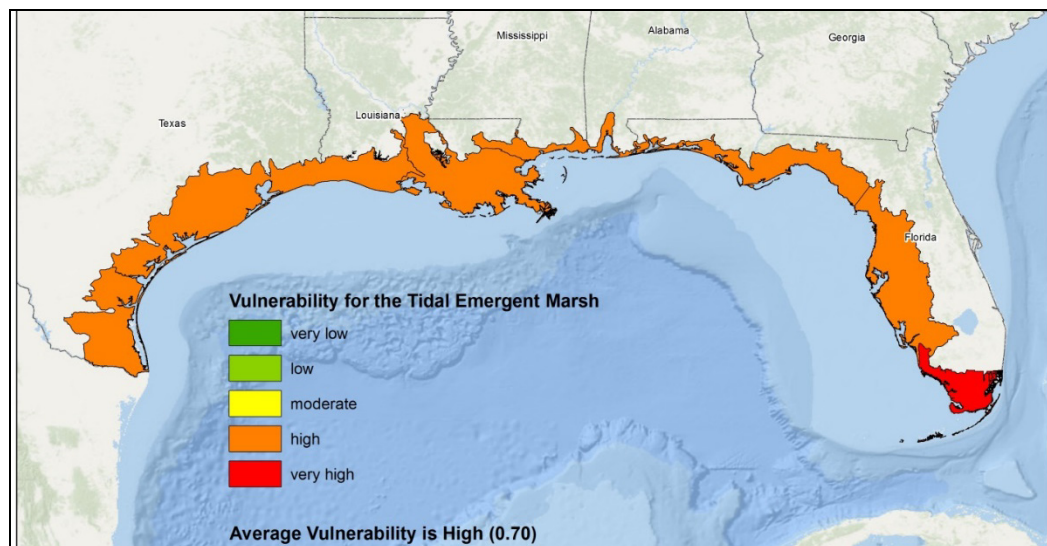 Mississippi
Alabama
Georgia
Louisiana
Texas
Florida
Vulnerability for the Tidal Emergent Marsh
very low
low
moderate
high
very high
Average Vulnerability is High (0.70)